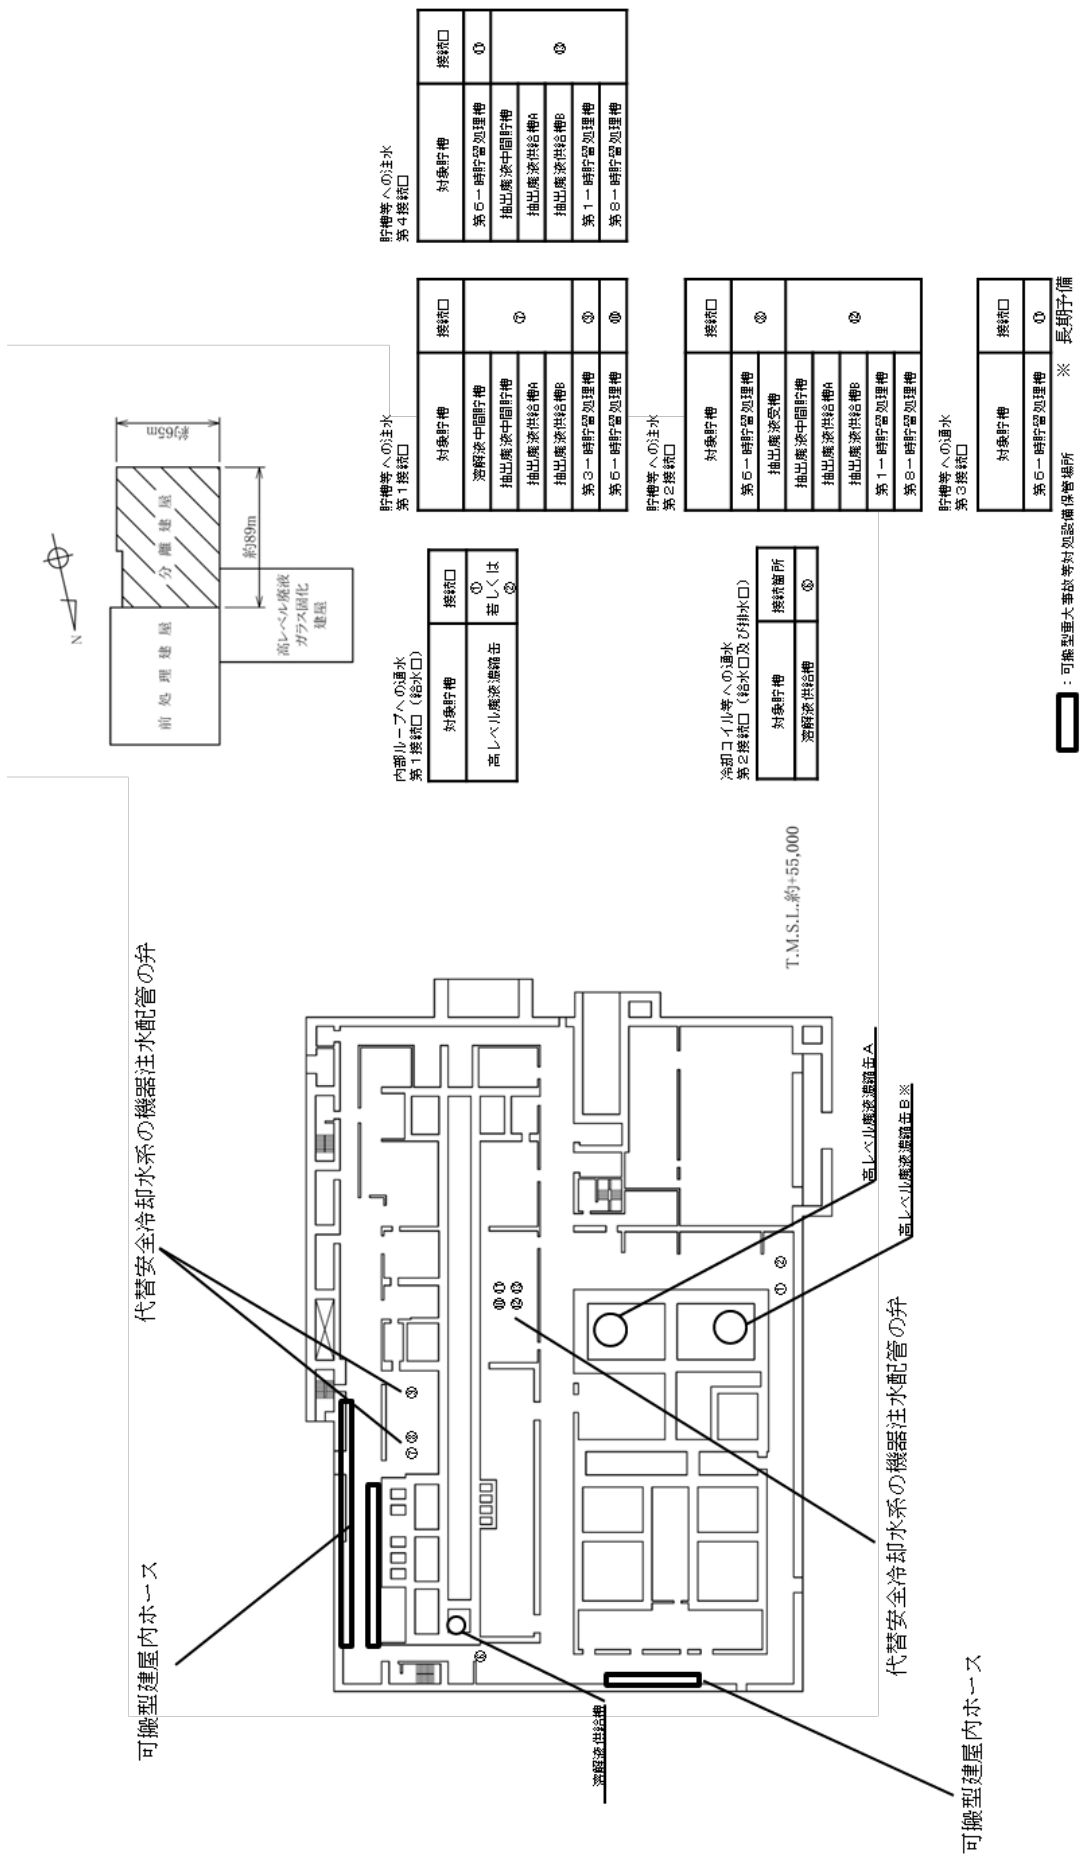 可搬型建屋内ホース
代替安全冷却水系の機器注水配管の弁
⑦ ⑧
⑨
⑩ ⑪
⑫ ⑬
⑥
① ②
溶解液供給槽
高レベル廃液濃縮缶A
高レベル廃液濃縮缶B※
代替安全冷却水系の機器注水配管の弁
可搬型建屋内ホース
T.M.S.L.約+55,000
N
前処理建屋
分離建屋
約65m
約89m
高レベル廃液
ガラス固化
建屋
内部ループへの通水
第1接続口(給水口)
対象貯槽 接続口
高レベル廃液濃縮缶 ①若しくは②
冷却コイル等への通水
第2接続口(給水口及び排水口)
対象貯槽 接続箇所
溶解液供給槽 ⑥
貯槽等への注水
第1接続口
対象貯槽 接続口
溶解液中間貯槽 ⑦
抽出廃液中間貯槽
抽出廃液供給槽A
抽出廃液供給槽B
第3一時貯留処理槽
第6一時貯留処理槽 ⑩
貯槽等への注水
第2接続口
対象貯槽 接続口
第6一時貯留処理槽
抽出廃液受槽
抽出廃液中間貯槽 ⑫
抽出廃液供給槽A
抽出廃液供給槽B
第1一時貯留処理槽
第8一時貯留処理槽
貯槽等への通水
第3接続口
対象貯槽 接続口
第6一時貯留処理槽 ⑪
貯槽等への注水
第4接続口
対象貯槽 接続口
第6一時貯留処理槽 ⑪
抽出廃液中間貯槽 ⑬
抽出廃液供給槽A
抽出廃液供給槽B
第1一時貯留処理槽
第8一時貯留処理槽
:可搬型重大事故等対処設備保管場所
※ 長期予備